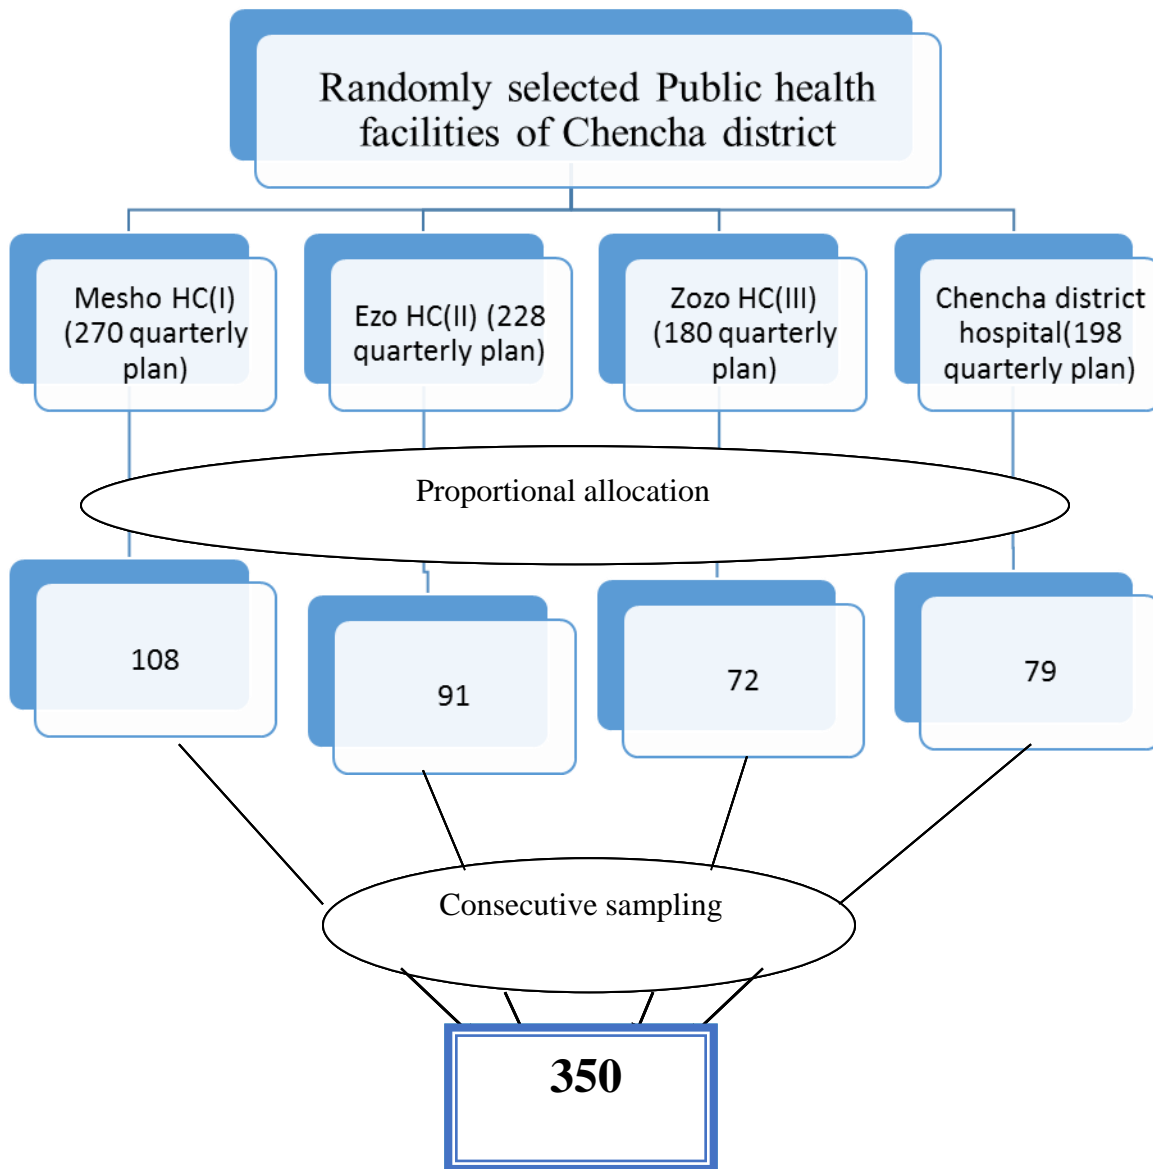 Randomly selected Public health
facilities of Chencha district
Mesho HC(I)
(270 quarterly
plan)
Ezo HC(II) (228
quarterly plan)
Zozo HC(III)
(180 quarterly
plan)
Chencha district
hospital(198
quarterly plan)
Proportional allocation
108
91
72
79
Consecutive sampling
350